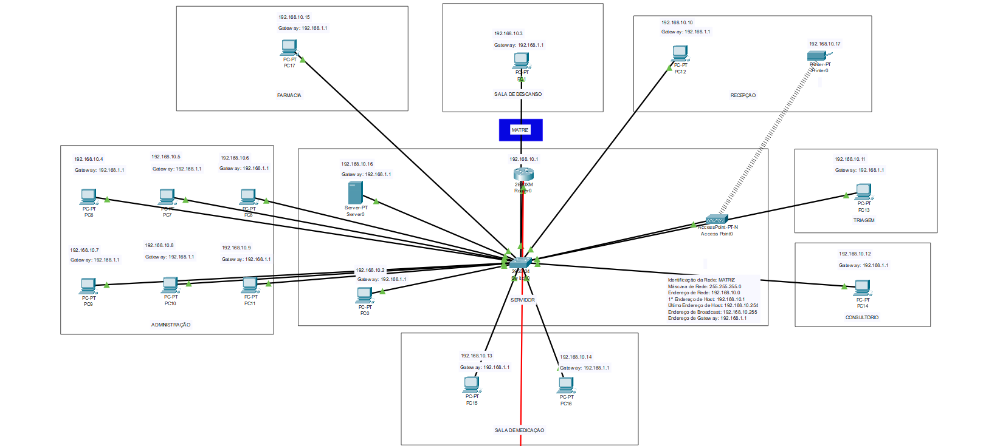 192.168.10.15
Gateway: 192.168.1.1
PC-PT
PC17
FARMÁCIA
192.168.10.3
Gateway: 192.168.1.1
PC-PT
PC1
SALA DE DESCANSO
192.168.10.10
Gateway: 192.168.1.1
PC-PT
PC12
192.168.10.17
Printer-PT
Printer0
RECEPÇÃO
MATRIZ
192.168.10.4
Gateway: 192.168.1.1
PC-PT
PC6
192.168.10.5
Gateway: 192.168.1.1
PC-PT
PC7
192.168.10.6
Gateway: 192.168.1.1
PC-PT
PC8
192.168.10.7
Gateway: 192.168.1.1
PC-PT
PC9
192.168.10.8
Gateway: 192.168.1.1
PC-PT
PC10
192.168.10.9
Gateway: 192.168.1.1
PC-PT
PC11
ADMINISTRAÇÃO
192.168.10.16
Gateway: 192.168.1.1
Server-PT
Server0
192.168.10.1
2620XM
Router0
192.168.10.2
Gateway: 192.168.1.1
PC-PT
PC0
2950-24
Switch0
SERVIDOR
AccessPoint-PT-N
Access Point0
Identificação da Rede: MATRIZ
Máscara de Rede: 255.255.255.0
Endereço de Rede: 192.168.10.0
1º Endereço de Host: 192.168.10.1
Último Endereço de Host: 192.168.10.254
Endereço de Broadcast: 192.168.10.255
Endereço de Gateway: 192.168.1.1
192.168.10.11
Gateway: 192.168.1.1
PC-PT
PC13
TRIAGEM
192.168.10.12
Gateway: 192.168.1.1
PC-PT
PC14
CONSULTÓRIO
192.168.10.13
Gateway: 192.168.1.1
PC-PT
PC15
192.168.10.14
Gateway: 192.168.1.1
PC-PT
PC16
SALA DE MEDICAÇÃO